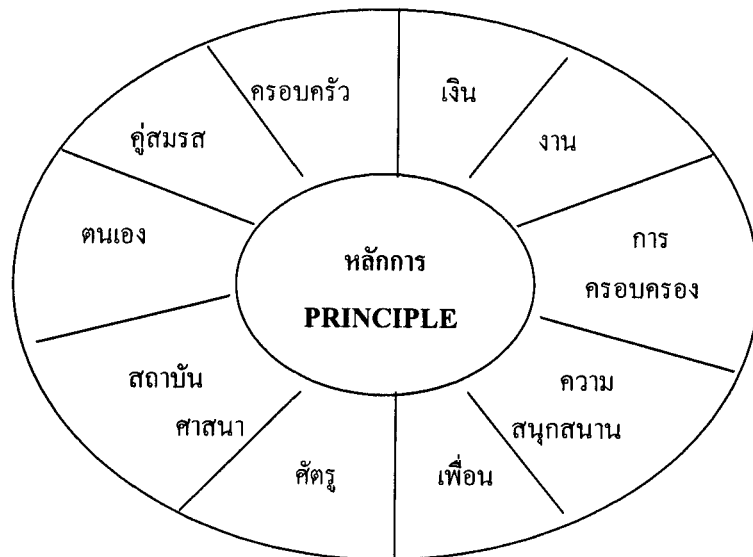 ครอบครัว
เงิน
งาน
การ
ครอบครอง
ความ
สนุกสนาน
เพื่อน
ศัตรู
สถาบัน
ศาสนา
ตนเอง
คู่สมรส
หลักการ
PRINCIPLE